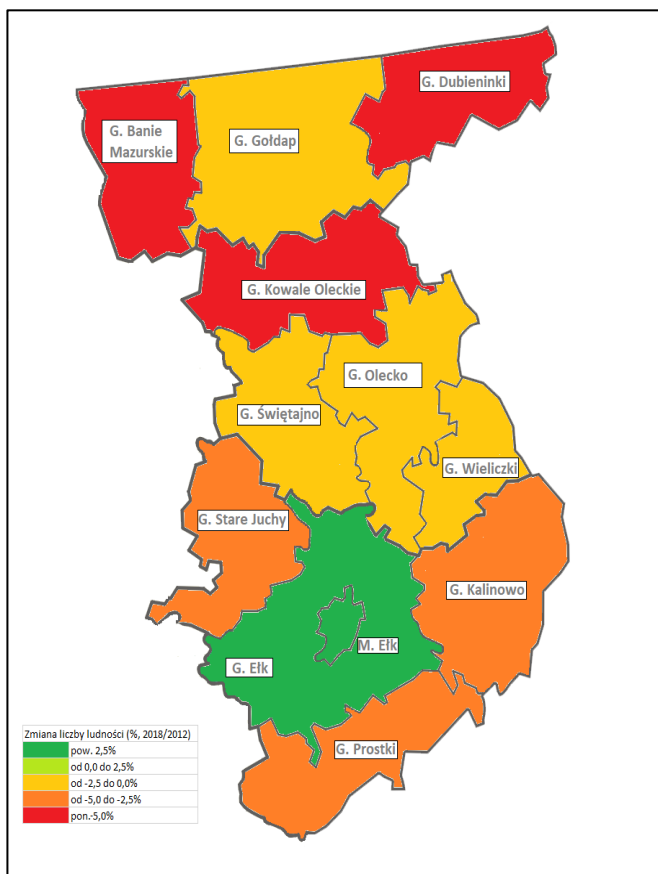 G. Dubieninki
G. Banie
Mazurskie
G. Gołdap
G. Kowale Oleckie
G. Olecko
G. Świętajno
G. Wieliczki
G. Stare Juchy
G. Kalinowo
M. Ełk
G. Ełk
G. Prostki
Zmiana liczby ludności (%, 2018/2012)
pow. 2,5%
od 0,0 do 2,5%
od -2,5 do 0,0%
od -5,0 do -2,5%
pon.-5,0%